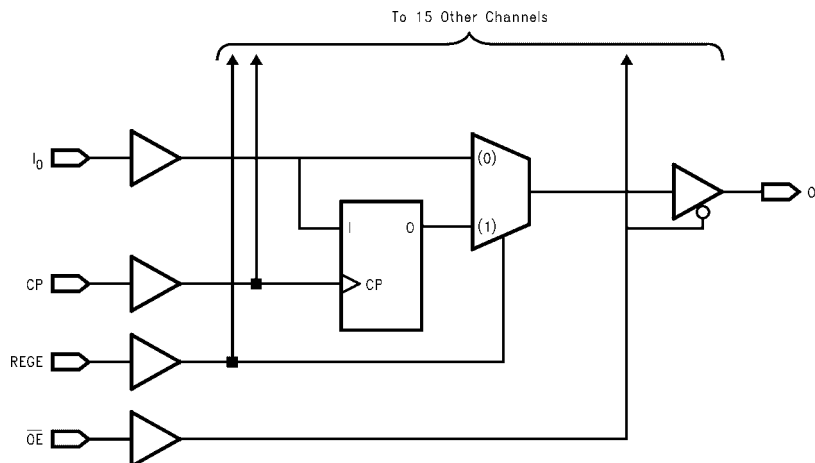 To 15 Other Channels
I0
(0)
O
I O
(1)
CP
CP
REGE
OE